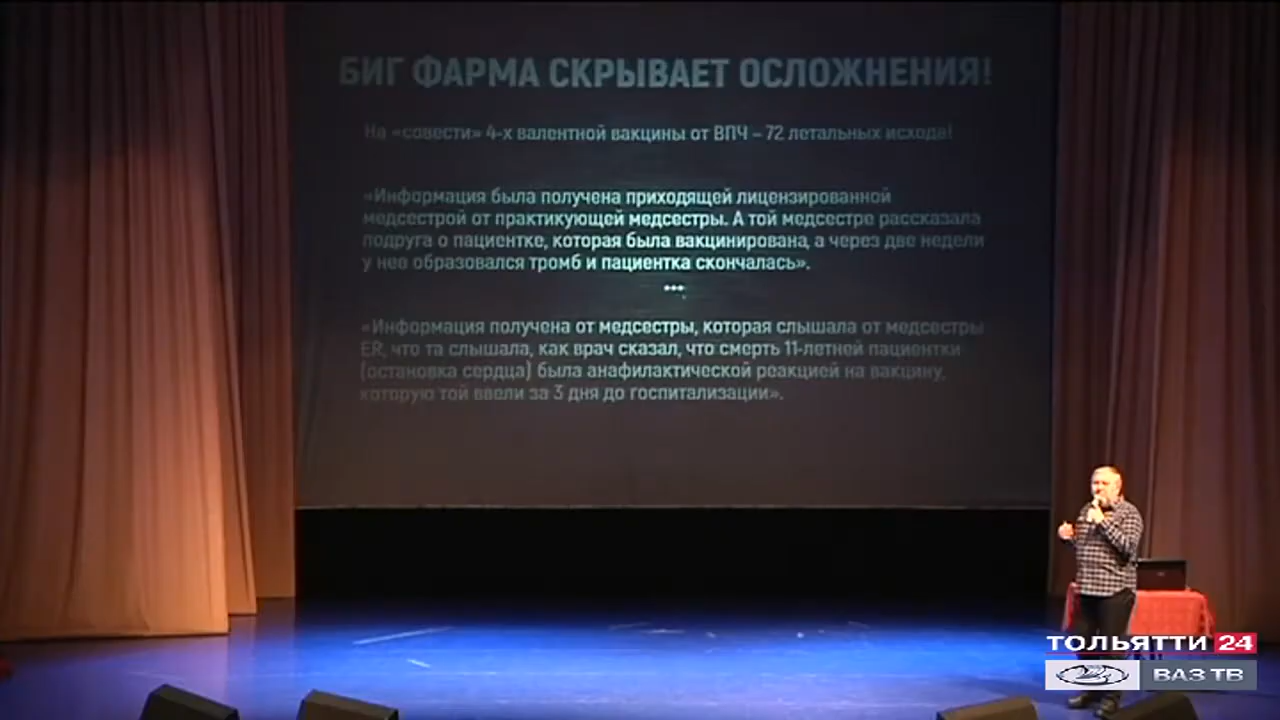 БИГ ФАРМА СКРЫВАЕТ ОСЛОЖНЕНИЯ!
На «совести» 4-х валентной вакцины от ВПЧ – 72 летальных исхода!
«Информация была получена приходящей лицензированной
медсестрой от практикующей медсестры. А той медсестре рассказала
подруга о пациентке, которая была вакцинирована, а через две недели
у нее образовался тромб и пациентка скончалась».
•••
«Информация получена от медсестры, которая слышала от медсестры
ER, что та слышала, как врач сказал, что смерть 11-летней пациентки
(остановка сердца) была анафилактической реакцией на вакцину,
которую той ввели за 3 дня до госпитализации».
ТОЛЬЯТТИ 24
ВАЗ ТВ